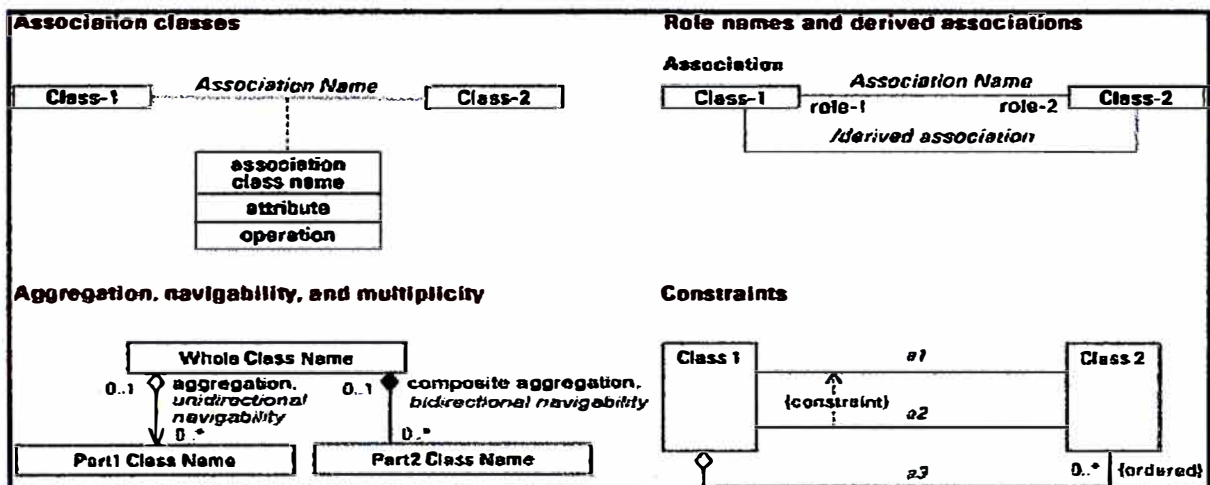 Association classes
Class-1
Association Name
Class-2
association
class name
attribute
operation
Role names and derived associations
Association
Class-1
Association Name
Class-2
role-1
role-2
/derived association
Aggregation, navigability, and multiplicity
Whole Class Name
0..1
aggregation,
unidirectional
navigability
0..*
0..1
composite aggregation,
bidirectional navigability
0..*
Part1 Class Name
Part2 Class Name
Constraints
Class 1
a1
Class 2
{constraint}
a2
a3
0..*
{ordered}